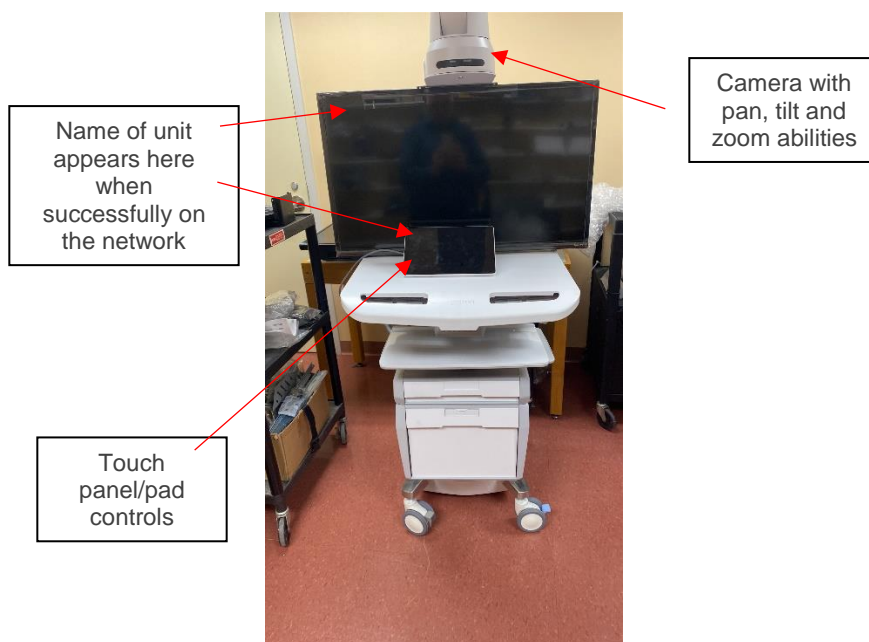 Name of unit
appears here
when
successfully on
the network
Camera with
pan, tilt and
zoom abilities
Touch
panel/pad
controls